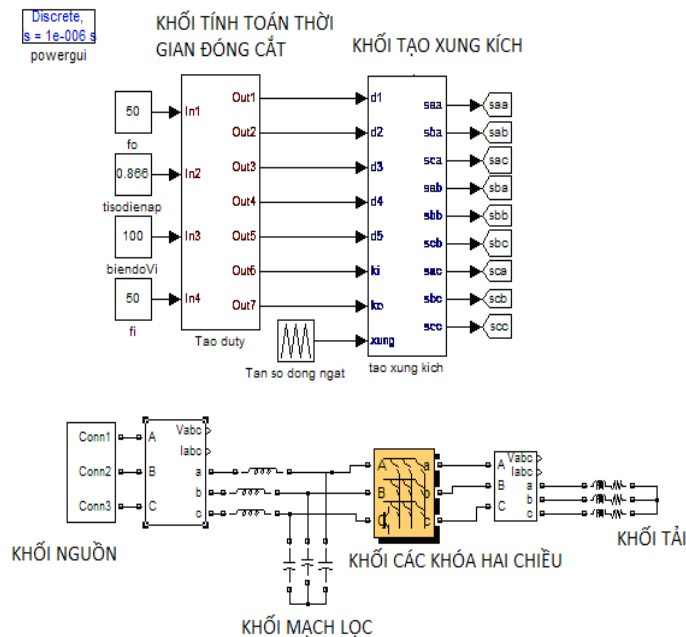 Discrete,
s = 1e-006 s
powergui
KHỐI TÍNH TOÁN THỜI
GIAN ĐÓNG CẮT
KHỐI TẠO XUNG KÍCH
50
fo
0.866
tisodienap
100
biendoVi
50
fi
In1
In2
In3
In4
Out1
Out2
Out3
Out4
Out5
Out6
Out7
Tao duty
Tan so dong ngat
d1
d2
d3
d4
d5
ki
ko
xung
saa
sba
sca
sab
sbb
scb
sac
sbc
scc
tao xung kich
saa
sab
sac
sba
sbb
sbc
sca
scb
scc
Conn1
Conn2
Conn3
KHỐI NGUỒN
A
B
C
Vabc
Iabc
a
b
c
KHỐI MẠCH LỌC
A
B
C
a
b
c
KHỐI CÁC KHÓA HAI CHIỀU
A
B
C
Vabc
Iabc
a
b
c
KHỐI TẢI